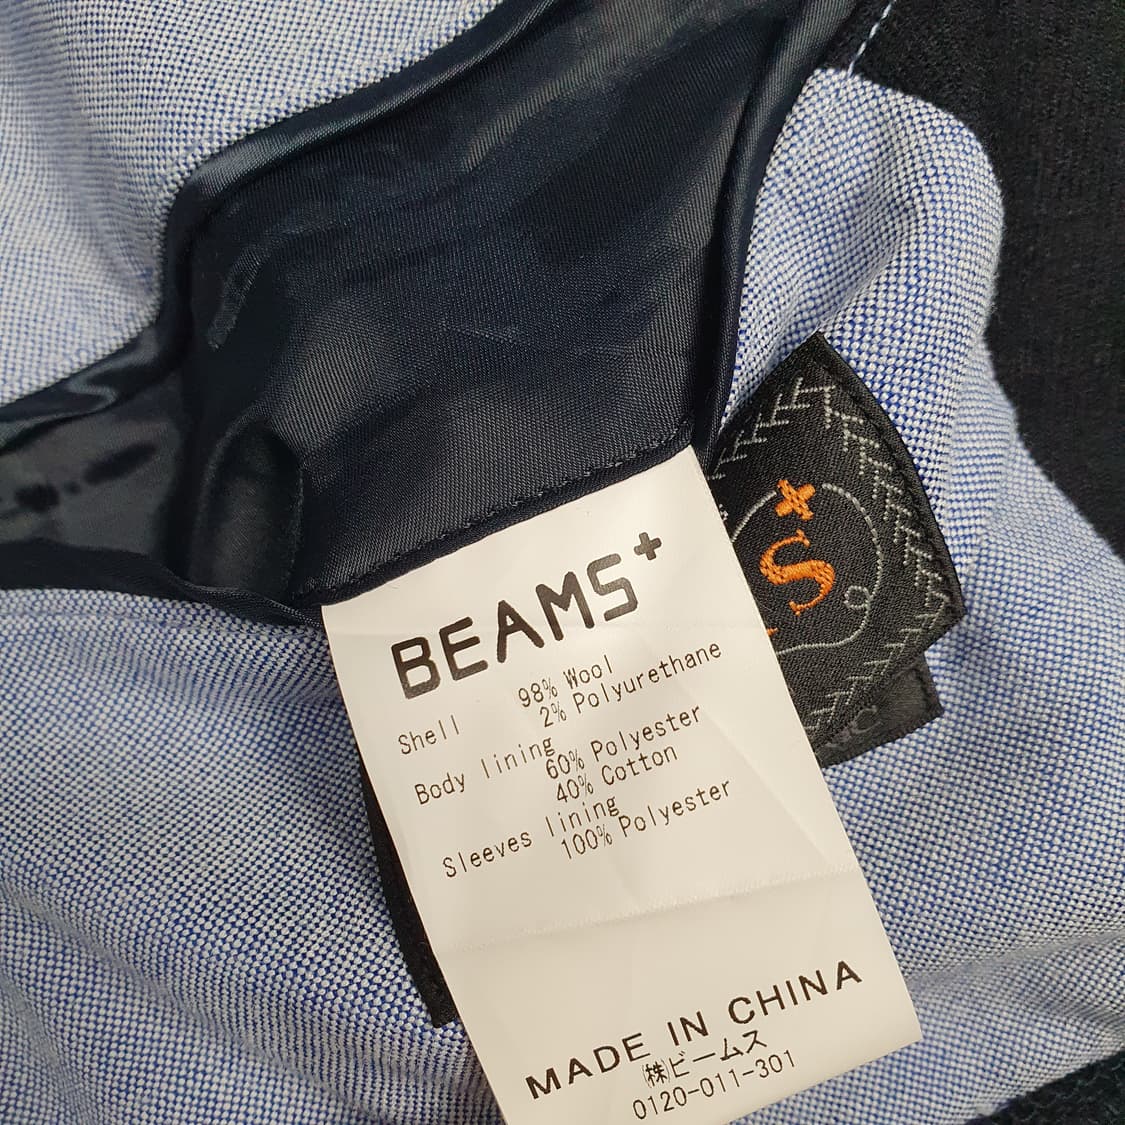 BEAMS+
Shell 98% Wool
2% Polyurethane
Body lining
60% Polyester
40% Cotton
Sleeves lining
100% Polyester
MADE IN CHINA
㈱ビームス
0120-011-301
S